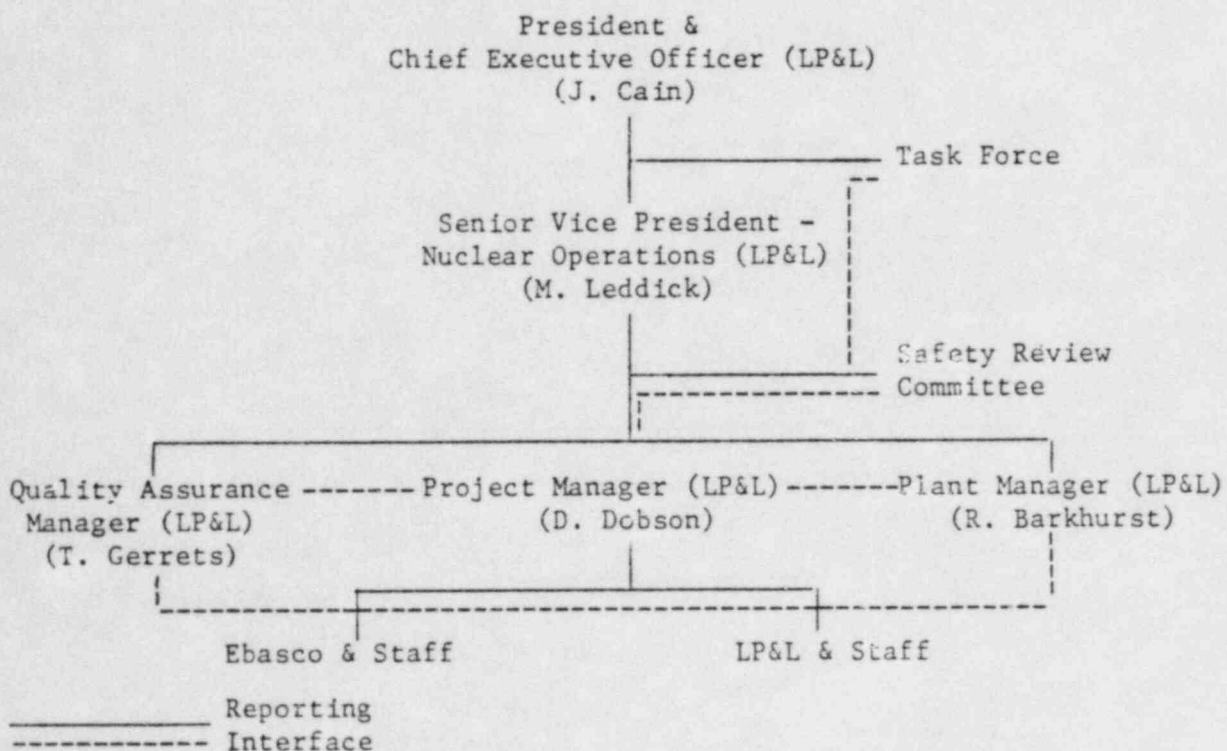 President &
Chief Executive Officer (LP&L)
(J. Cain)
Task Force
Senior Vice President -
Nuclear Operations (LP&L)
(M. Leddick)
Safety Review
Committee
Quality Assurance
Manager (LP&L)
(T. Gerrets)
Project Manager (LP&L)
(D. Dobson)
Plant Manager (LP&L)
(R. Barkhurst)
Ebasco & Staff
LP&L & Staff
Reporting
Interface